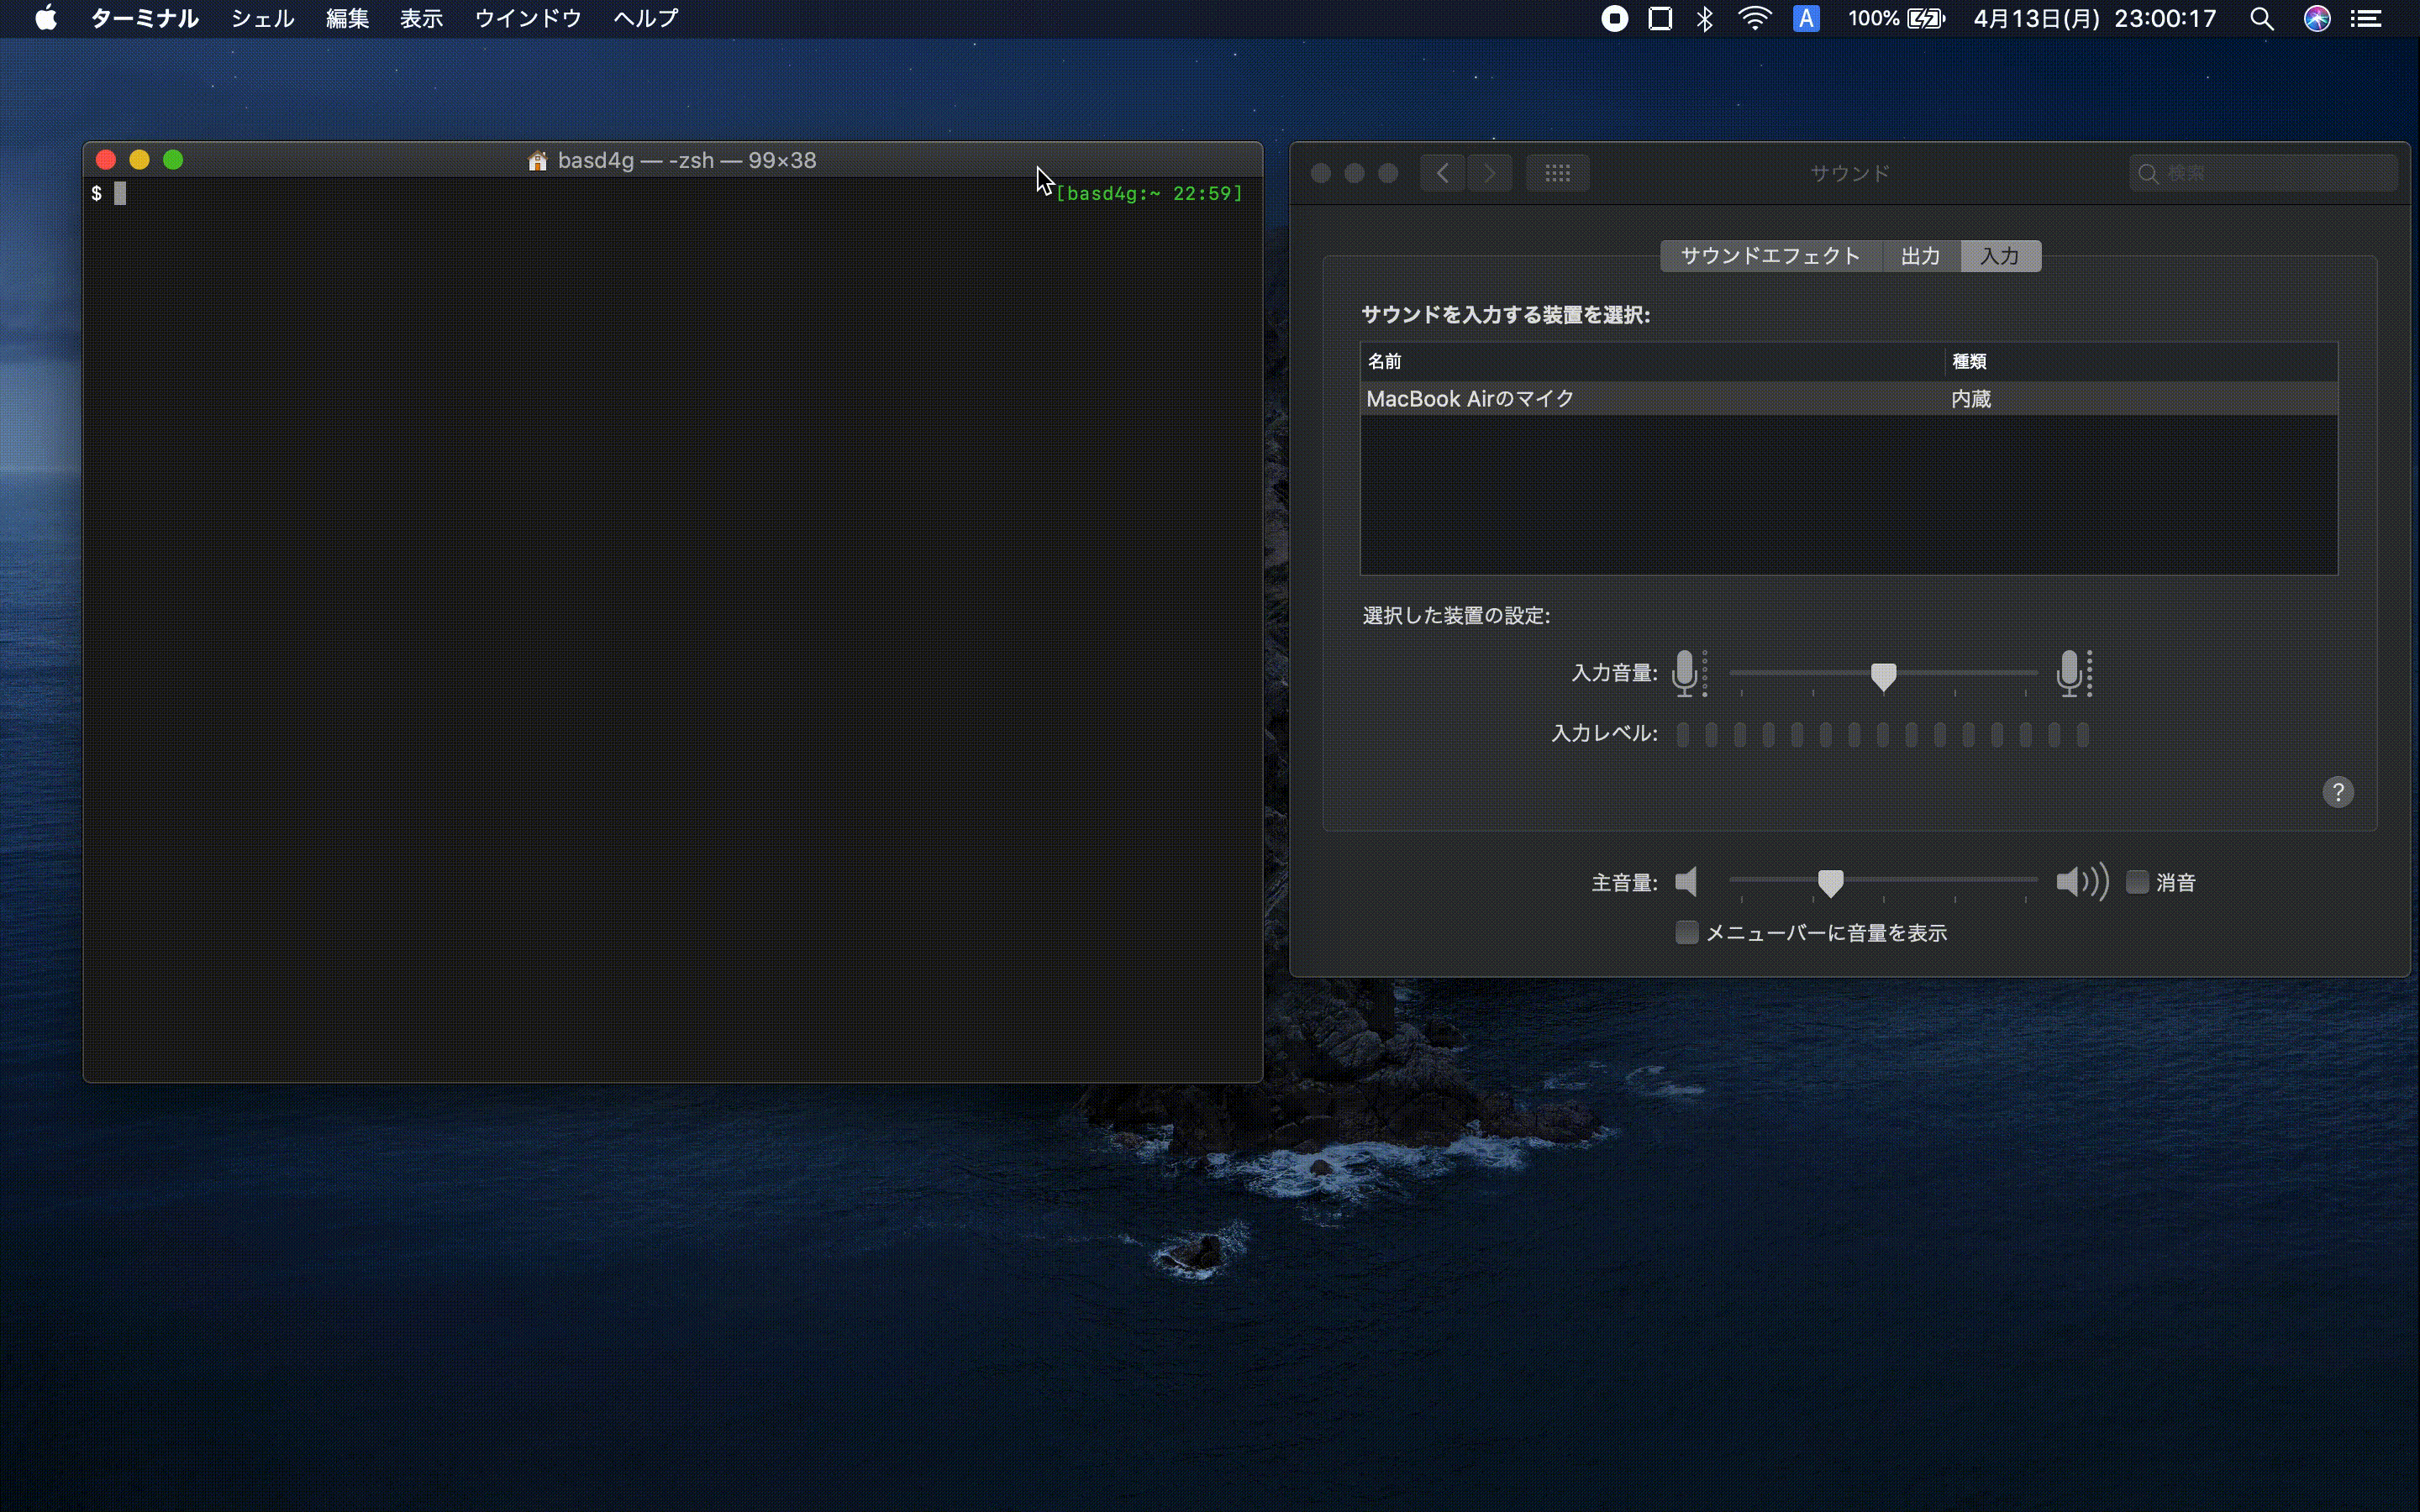 ターミナル シェル 編集 表示 ウインドウ ヘルプ A 100% 4月13日(月) 23:00:17
basd4g — -zsh — 99×38
$ [basd4g:~ 22:59]
サウンド 検索
サウンドエフェクト 出力 入力
サウンドを入力する装置を選択:
名前 種類
MacBook Airのマイク 内蔵
選択した装置の設定:
入力音量:
入力レベル:
?
主音量: 消音
メニューバーに音量を表示